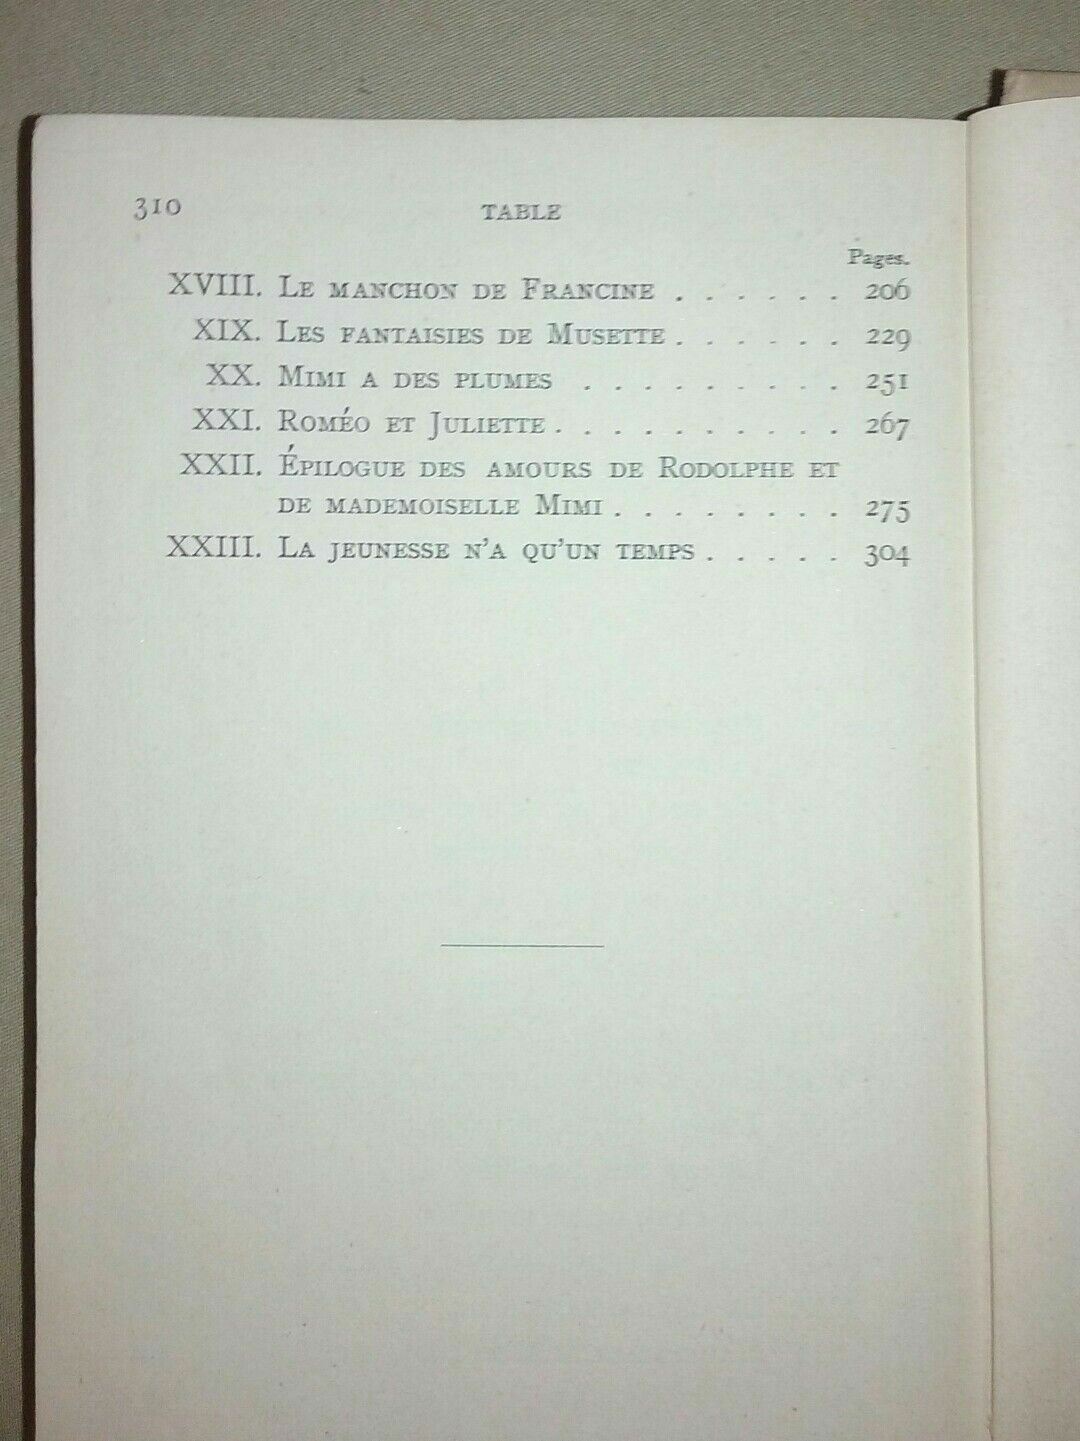 310 TABLE
Pages.
XVIII. Le manchon de Francine . . . . . . 206
XIX. Les fantaisies de Musette . . . . . . 229
XX. Mimi a des plumes . . . . . . . . . 251
XXI. Roméo et Juliette . . . . . . . . . . 267
XXII. Épilogue des amours de Rodolphe et
de mademoiselle Mimi . . . . . . . . 275
XXIII. La jeunesse n'a qu'un temps . . . . . 304